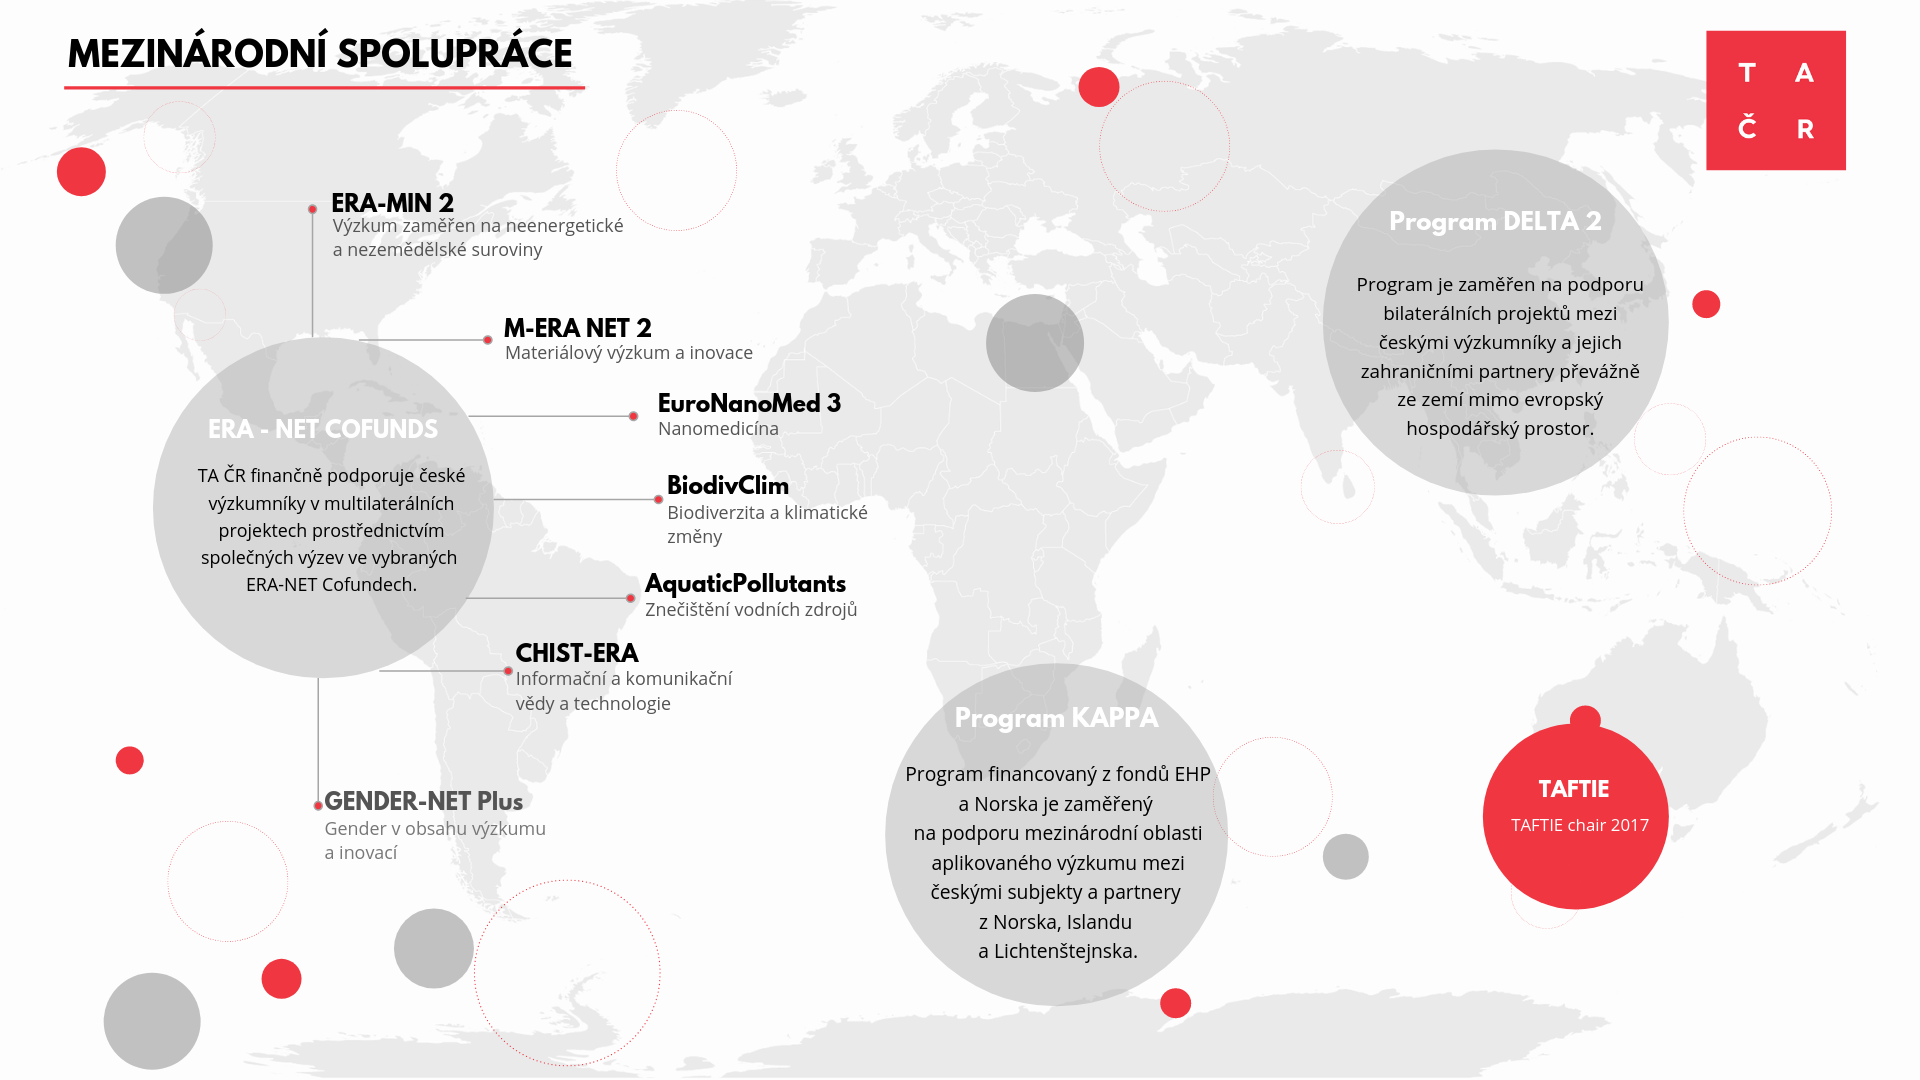 MEZINÁRODNÍ SPOLUPRÁCE
T A
Č R
ERA-MIN 2
Výzkum zaměřen na neenergetické
a nezemědělské suroviny
M-ERA NET 2
Materiálový výzkum a inovace
EuroNanoMed 3
Nanomedicína
BiodivClim
Biodiverzita a klimatické
změny
AquaticPollutants
Znečištění vodních zdrojů
CHIST-ERA
Informační a komunikační
vědy a technologie
GENDER-NET Plus
Gender v obsahu výzkumu
a inovací
ERA - NET COFUNDS
TA ČR finančně podporuje české
výzkumníky v multilaterálních
projektech prostřednictvím
společných výzev ve vybraných
ERA-NET Cofundech.
Program DELTA 2
Program je zaměřen na podporu
bilaterálních projektů mezi
českými výzkumníky a jejich
zahraničními partnery převážně
ze zemí mimo evropský
hospodářský prostor.
Program KAPPA
Program financovaný z fondů EHP
a Norska je zaměřený
na podporu mezinárodní oblasti
aplikovaného výzkumu mezi
českými subjekty a partnery
z Norska, Islandu
a Lichtenštejnska.
TAFTIE
TAFTIE chair 2017